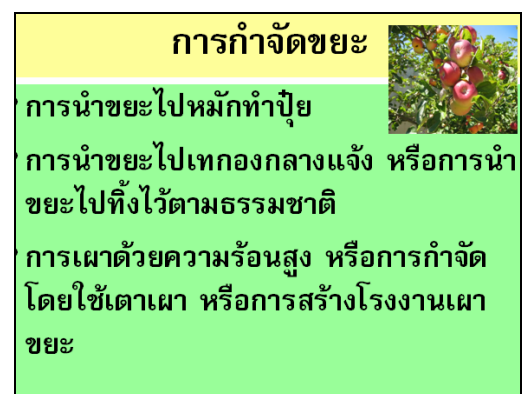 การกำจัดขยะ
การนำขยะไปหมักทำปุ๋ย
การนำขยะไปเทกองกลางแจ้ง หรือการนำ
ขยะไปทิ้งไว้ตามธรรมชาติ
การเผาด้วยความร้อนสูง หรือการกำจัด
โดยใช้เตาเผา หรือการสร้างโรงงานเผา
ขยะ